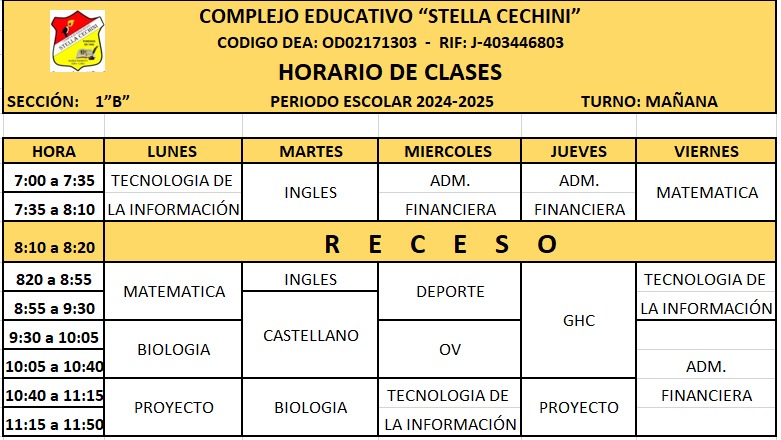 STELLA CECHINI
COMPLEJO EDUCATIVO “STELLA CECHINI”
CODIGO DEA: OD02171303 - RIF: J-403446803
HORARIO DE CLASES
SECCIÓN: 1”B” PERIODO ESCOLAR 2024-2025 TURNO: MAÑANA
HORA LUNES MARTES MIERCOLES JUEVES VIERNES
7:00 a 7:35 TECNOLOGIA DE INGLES ADM. ADM. MATEMATICA
7:35 a 8:10 LA INFORMACIÓN FINANCIERA FINANCIERA
8:10 a 8:20 R E C E S O
820 a 8:55 MATEMATICA INGLES DEPORTE GHC TECNOLOGIA DE
8:55 a 9:30 CASTELLANO LA INFORMACIÓN
9:30 a 10:05 BIOLOGIA OV
10:05 a 10:40 ADM.
10:40 a 11:15 PROYECTO BIOLOGIA TECNOLOGIA DE PROYECTO FINANCIERA
11:15 a 11:50 LA INFORMACIÓN